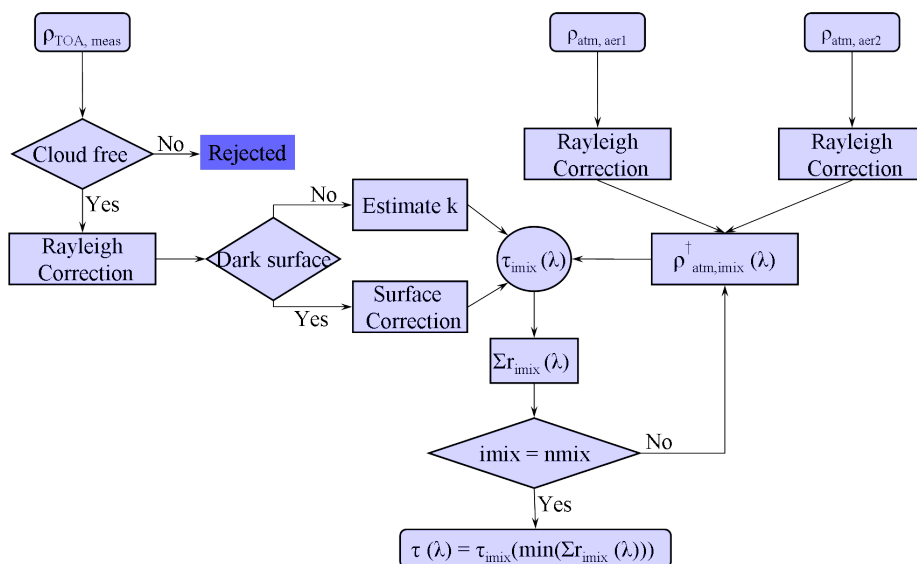 ρTOA, meas
ρatm, aer1
ρatm, aer2
Cloud free
No
Rejected
Yes
Rayleigh
Correction
Rayleigh
Correction
Rayleigh
Correction
Dark surface
No
Estimate k
Yes
Surface
Correction
τimix (λ)
ρ†atm,imix (λ)
Σrimix (λ)
imix = nmix
No
Yes
τ (λ) = τimix(min(Σrimix (λ)))